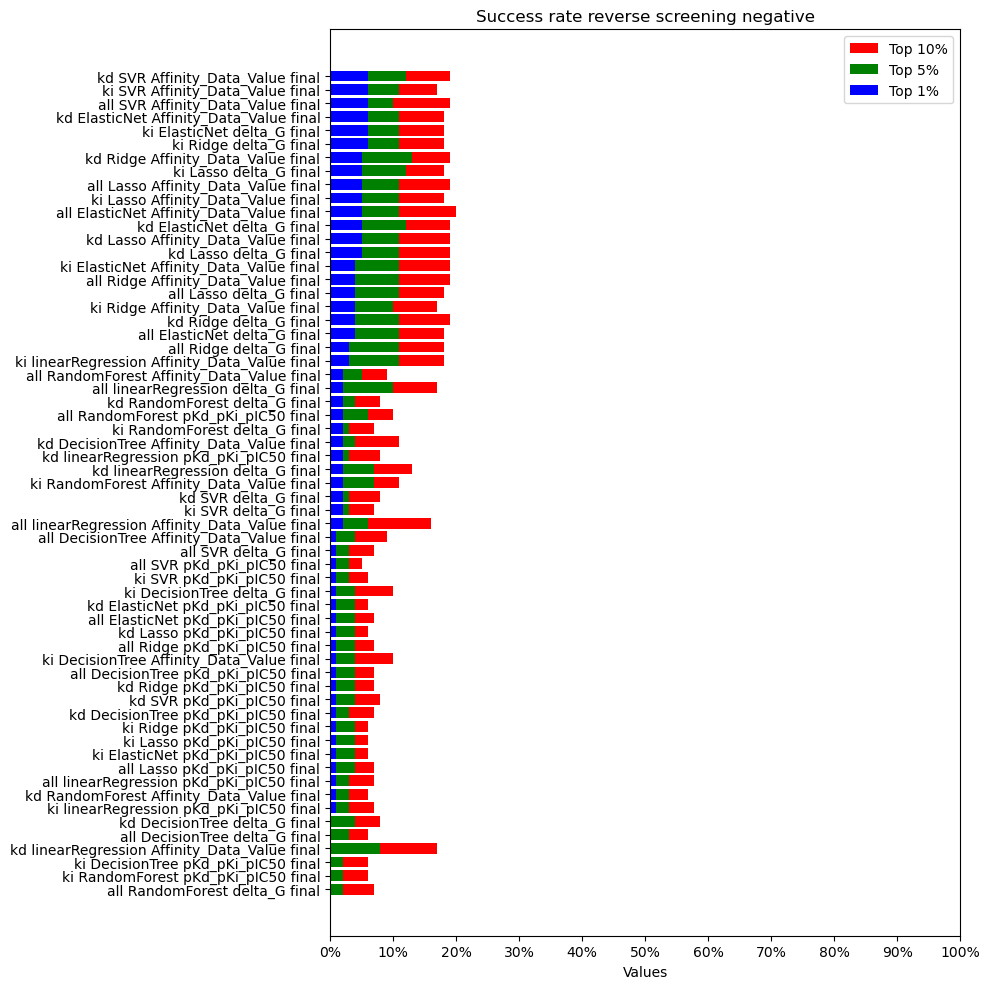 Success rate reverse screening negative
Top 10%
Top 5%
Top 1%
kd SVR Affinity_Data_Value final
ki SVR Affinity_Data_Value final
all SVR Affinity_Data_Value final
kd ElasticNet Affinity_Data_Value final
ki ElasticNet delta_G final
ki Ridge delta_G final
kd Ridge Affinity_Data_Value final
ki Lasso delta_G final
all Lasso Affinity_Data_Value final
ki Lasso Affinity_Data_Value final
all ElasticNet Affinity_Data_Value final
kd ElasticNet delta_G final
kd Lasso Affinity_Data_Value final
kd Lasso delta_G final
ki ElasticNet Affinity_Data_Value final
all Ridge Affinity_Data_Value final
all Lasso delta_G final
ki Ridge Affinity_Data_Value final
kd Ridge delta_G final
all ElasticNet delta_G final
all Ridge delta_G final
ki linearRegression Affinity_Data_Value final
all RandomForest Affinity_Data_Value final
all linearRegression delta_G final
kd RandomForest delta_G final
all RandomForest pKd_pKi_pIC50 final
ki RandomForest delta_G final
kd DecisionTree Affinity_Data_Value final
kd linearRegression pKd_pKi_pIC50 final
kd linearRegression delta_G final
ki RandomForest Affinity_Data_Value final
kd SVR delta_G final
ki SVR delta_G final
all linearRegression Affinity_Data_Value final
all DecisionTree Affinity_Data_Value final
all SVR delta_G final
all SVR pKd_pKi_pIC50 final
ki SVR pKd_pKi_pIC50 final
ki DecisionTree delta_G final
kd ElasticNet pKd_pKi_pIC50 final
all ElasticNet pKd_pKi_pIC50 final
kd Lasso pKd_pKi_pIC50 final
all Ridge pKd_pKi_pIC50 final
ki DecisionTree Affinity_Data_Value final
all DecisionTree pKd_pKi_pIC50 final
kd Ridge pKd_pKi_pIC50 final
kd SVR pKd_pKi_pIC50 final
kd DecisionTree pKd_pKi_pIC50 final
ki Ridge pKd_pKi_pIC50 final
ki Lasso pKd_pKi_pIC50 final
ki ElasticNet pKd_pKi_pIC50 final
all Lasso pKd_pKi_pIC50 final
all linearRegression pKd_pKi_pIC50 final
kd RandomForest Affinity_Data_Value final
ki linearRegression pKd_pKi_pIC50 final
kd DecisionTree delta_G final
all DecisionTree delta_G final
kd linearRegression Affinity_Data_Value final
ki DecisionTree pKd_pKi_pIC50 final
ki RandomForest pKd_pKi_pIC50 final
all RandomForest delta_G final
0% 10% 20% 30% 40% 50% 60% 70% 80% 90% 100%
Values